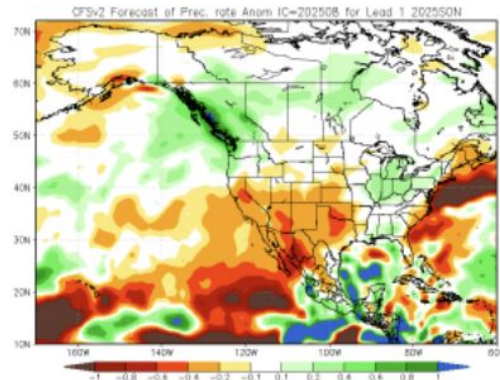 CFSv2 Forecast of Prec. rate Anom IC=202508 for Lead 1 2025SON
70N
60N
50N
40N
30N
20N
10N
160W 140W 120W 100W 80W 60
-1 -0.8 -0.6 -0.4 -0.2 -0.1 0.1 0.2 0.6 0.8 1